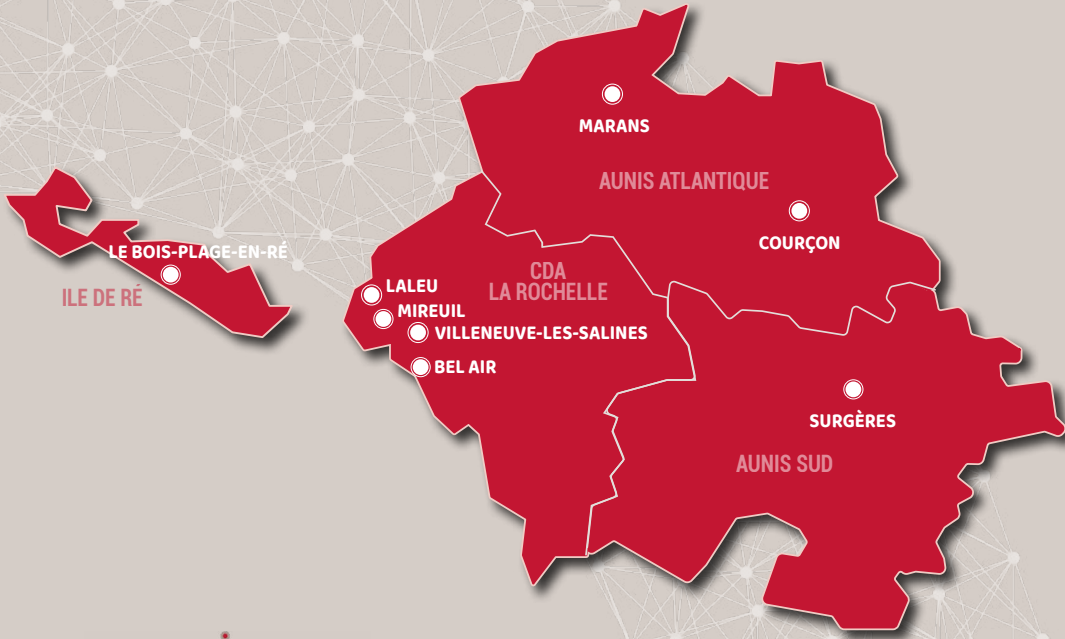 MARANS
AUNIS ATLANTIQUE
COURÇON
LE BOIS-PLAGE-EN-RÉ
ILE DE RÉ
CDA
LA ROCHELLE
LALEU
MIREUIL
VILLENEUVE-LES-SALINES
BEL AIR
SURGÈRES
AUNIS SUD